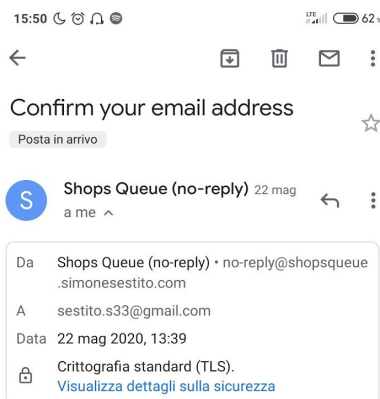 15:50 LTE 62
Confirm your email address
Posta in arrivo
S Shops Queue (no-reply) 22 mag
a me
Da Shops Queue (no-reply) • no-reply@shopsqueue
.simonesestito.com
A sestito.s33@gmail.com
Data 22 mag 2020, 13:39
Crittografia standard (TLS).
Visualizza dettagli sulla sicurezza